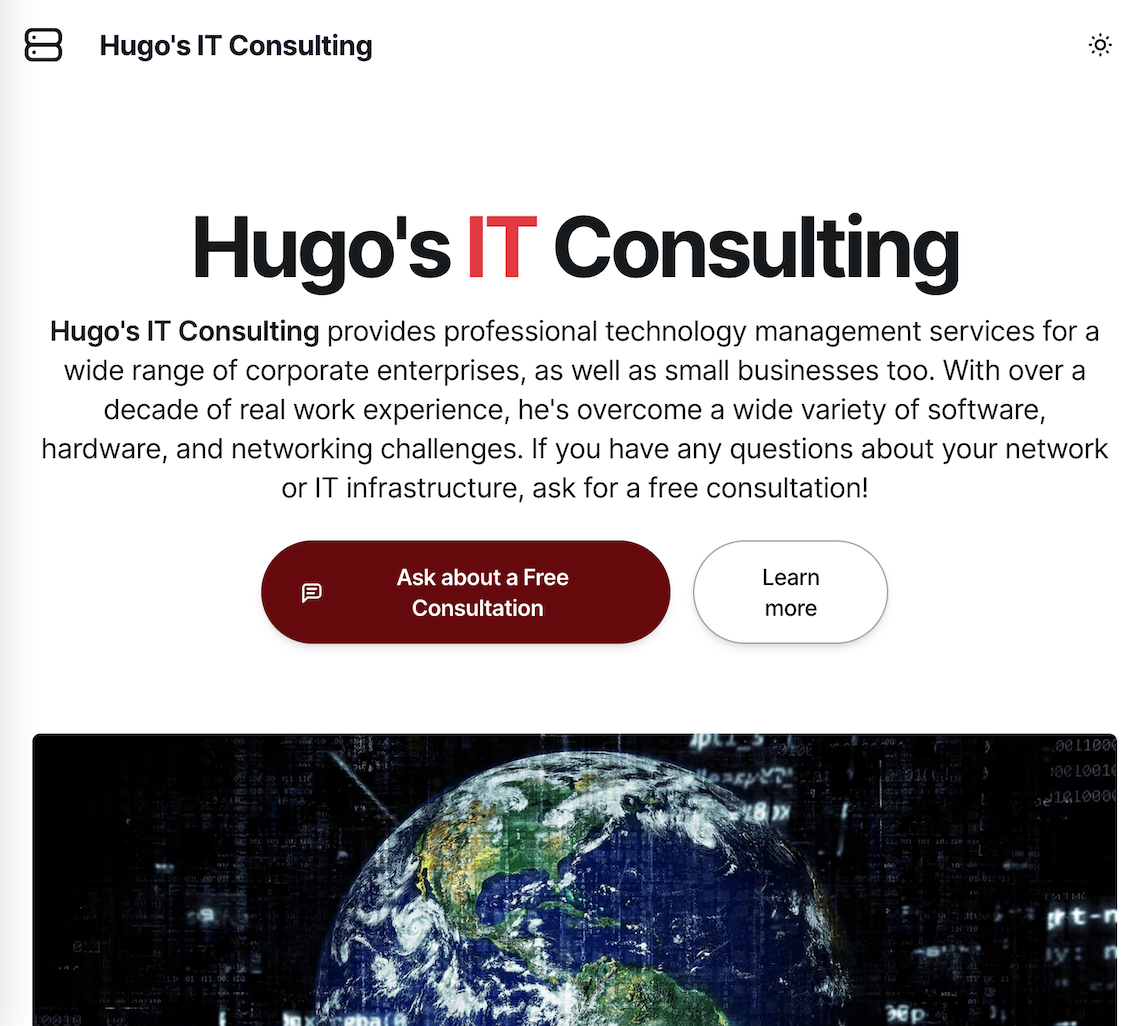 Hugo's IT Consulting
Hugo's IT Consulting
Hugo's IT Consulting provides professional technology management services for a
wide range of corporate enterprises, as well as small businesses too. With over a
decade of real work experience, he's overcome a wide variety of software,
hardware, and networking challenges. If you have any questions about your network
or IT infrastructure, ask for a free consultation!
Ask about a Free
Consultation
Learn
more